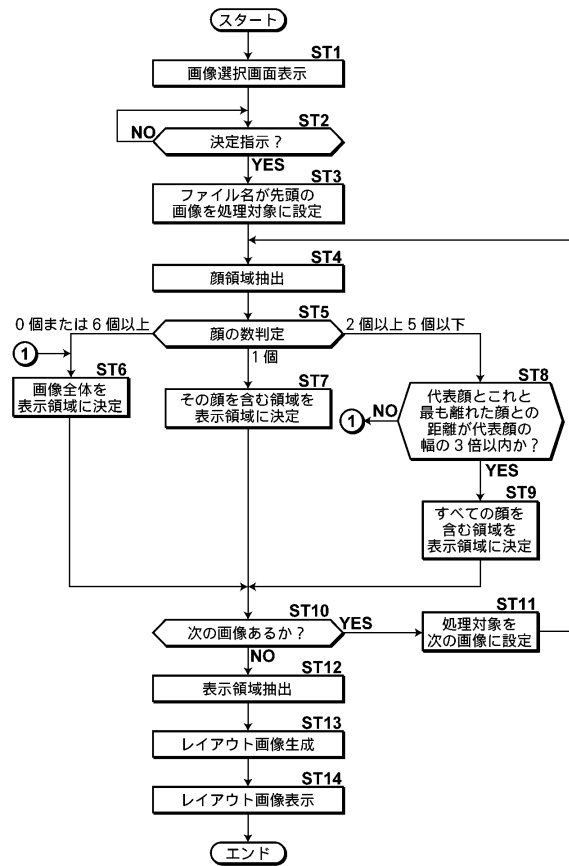 スタート
ST1
画像選択画面表示
ST2
NO
決定指示？
YES
ST3
ファイル名が先頭の
画像を処理対象に設定
ST4
顔領域抽出
ST5
0個または6個以上
顔の数判定
2個以上5個以下
1個
1
ST6
画像全体を
表示領域に決定
ST7
その顔を含む領域を
表示領域に決定
ST8
代表顔とこれと
最も離れた顔との
距離が代表顔の
幅の3倍以内か？
NO
1
YES
ST9
すべての顔を
含む領域を
表示領域に決定
ST10
次の画像あるか？
YES
ST11
処理対象を
次の画像に設定
NO
ST12
表示領域抽出
ST13
レイアウト画像生成
ST14
レイアウト画像表示
エンド